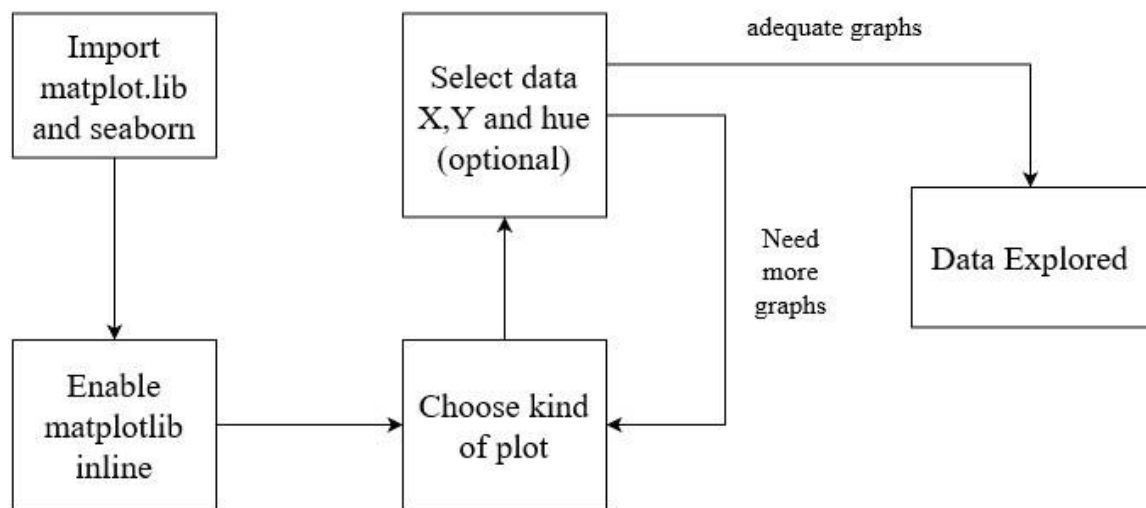 Import
matplot.lib
and seaborn
Enable
matplotlib
inline
Choose kind
of plot
Select data
X,Y and hue
(optional)
adequate graphs
Need
more
graphs
Data Explored